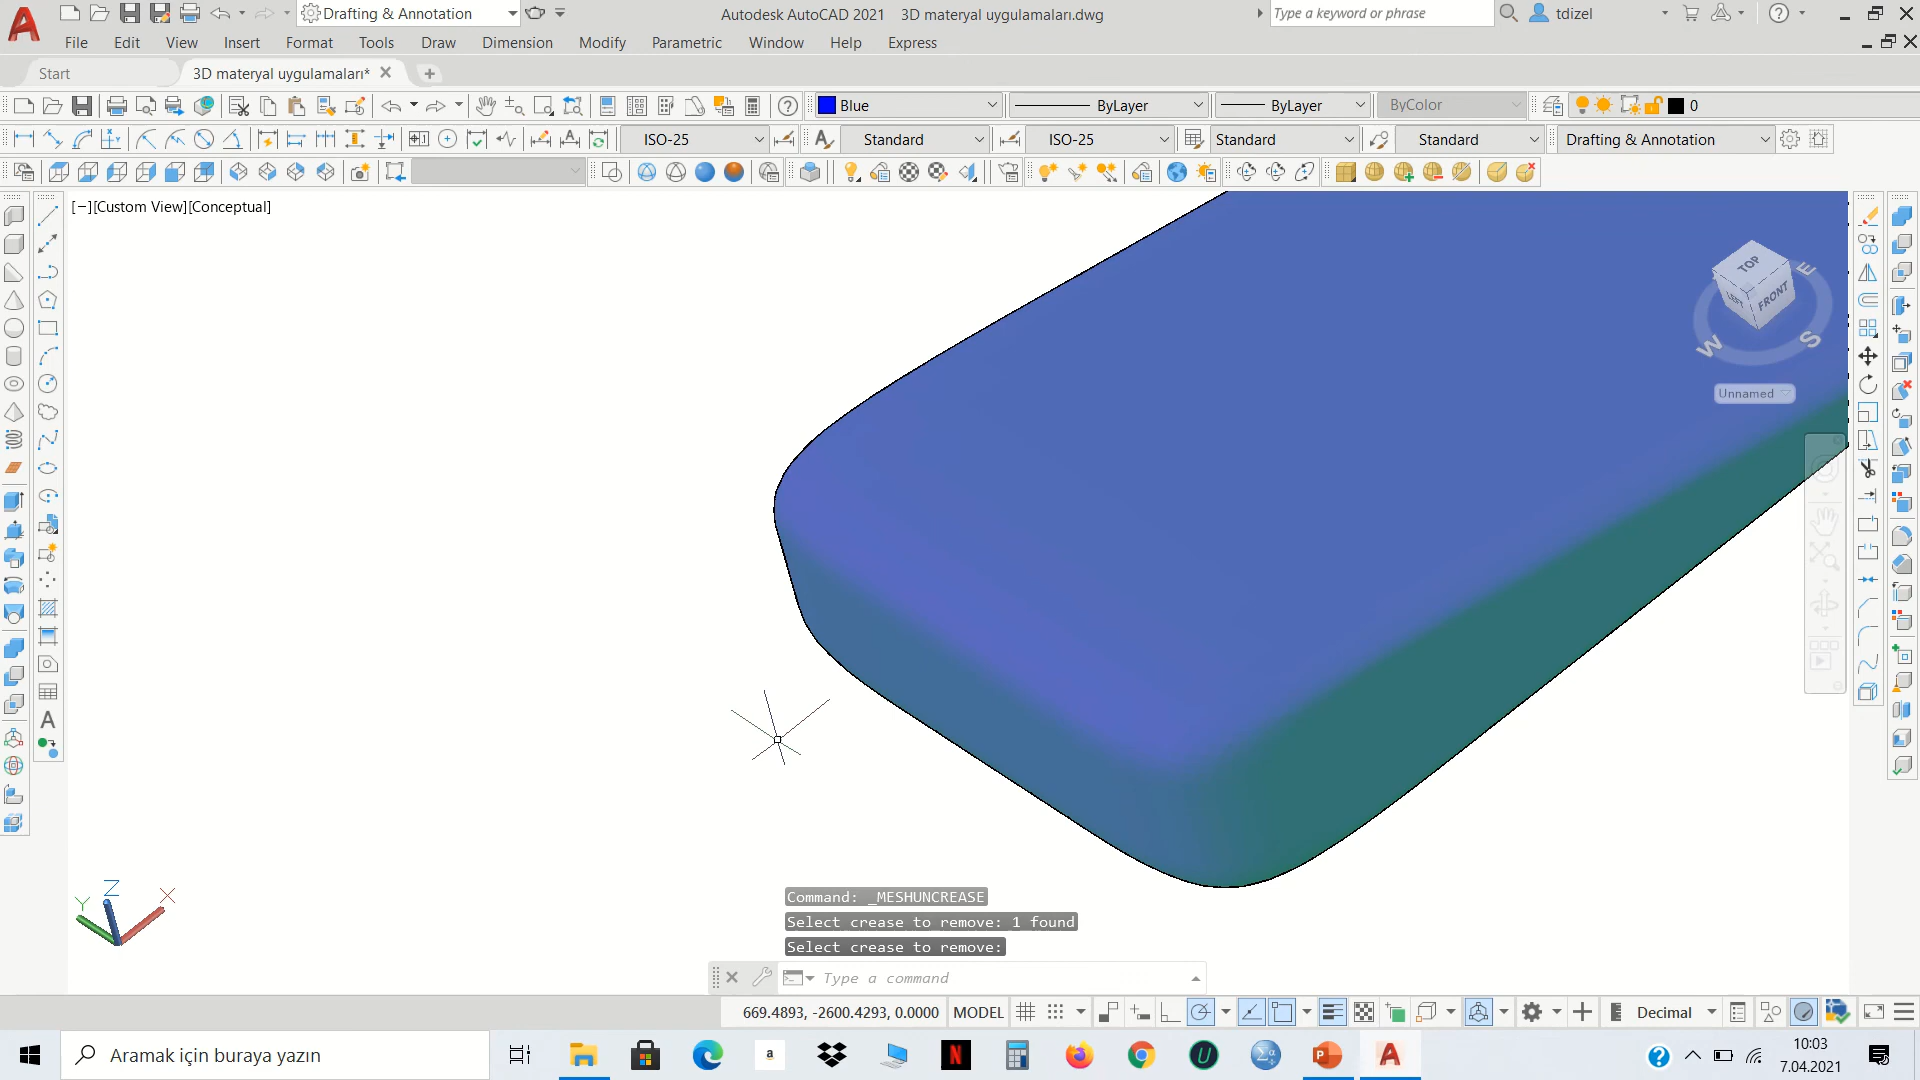 Drafting & Annotation
Autodesk AutoCAD 2021 3D materyal uygulamaları.dwg
Type a keyword or phrase
tdizel
File Edit View Insert Format Tools Draw Dimension Modify Parametric Window Help Express
Start
3D materyal uygulamaları*
Blue
ByLayer
ByLayer
ByColor
0
ISO-25
Standard
ISO-25
Standard
Standard
Drafting & Annotation
[−][Custom View][Conceptual]
TOP
LEFT
FRONT
E
W
S
Unnamed
A
Z
Y
X
Command: _MESHUNCREASE
Select crease to remove: 1 found
Select crease to remove:
Type a command
669.4893, -2600.4293, 0.0000
MODEL
Decimal
Aramak için buraya yazın
10:03
7.04.2021